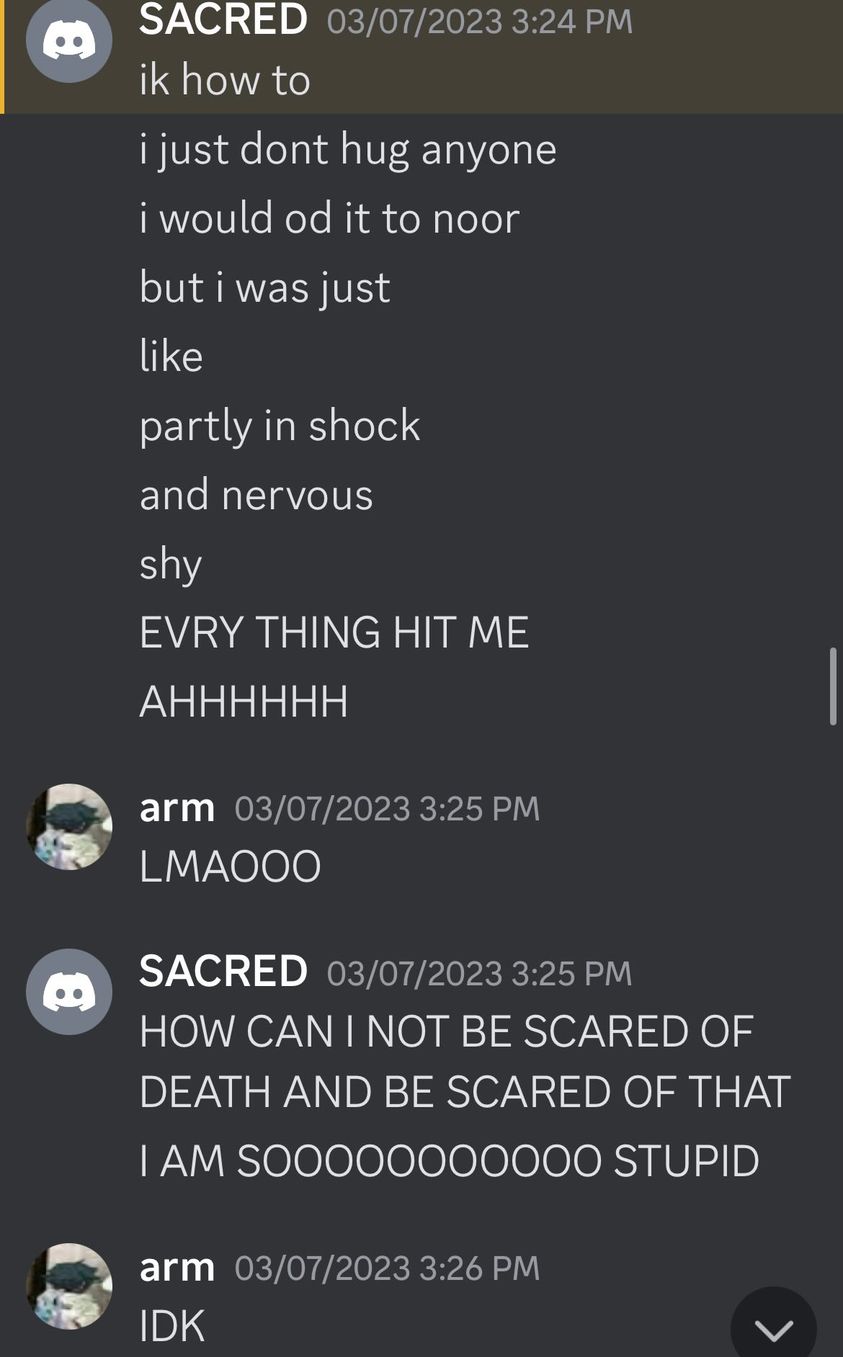 SACRED 03/07/2023 3:24 PM
ik how to
i just dont hug anyone
i would od it to noor
but i was just
like
partly in shock
and nervous
shy
EVRY THING HIT ME
AHHHHHH
arm 03/07/2023 3:25 PM
LMAOOO
SACRED 03/07/2023 3:25 PM
HOW CAN I NOT BE SCARED OF
DEATH AND BE SCARED OF THAT
I AM SOOOOOOOOOOO STUPID
arm 03/07/2023 3:26 PM
IDK